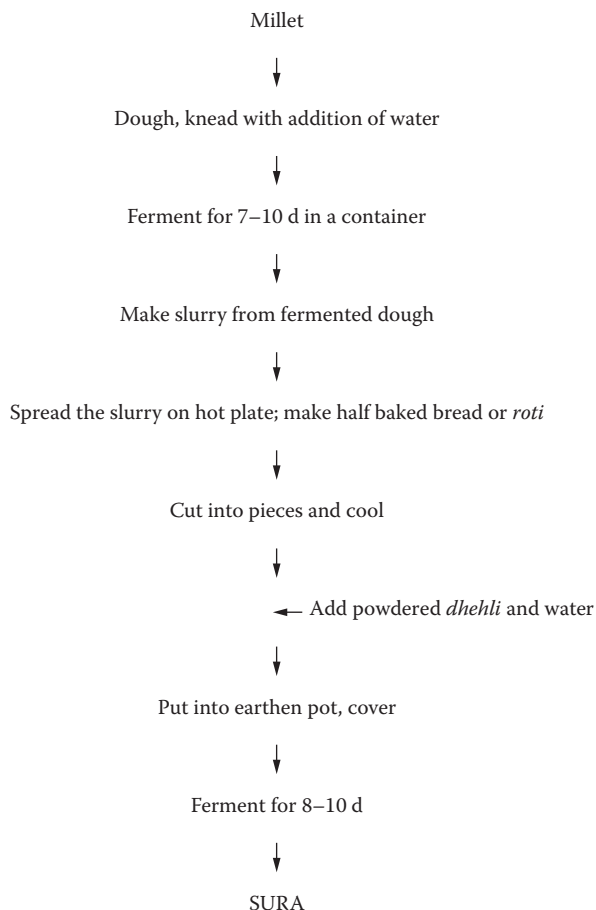 Millet
Dough, knead with addition of water
Ferment for 7–10 d in a container
Make slurry from fermented dough
Spread the slurry on hot plate; make half baked bread or roti
Cut into pieces and cool
Add powdered dhehli and water
Put into earthen pot, cover
Ferment for 8–10 d
SURA